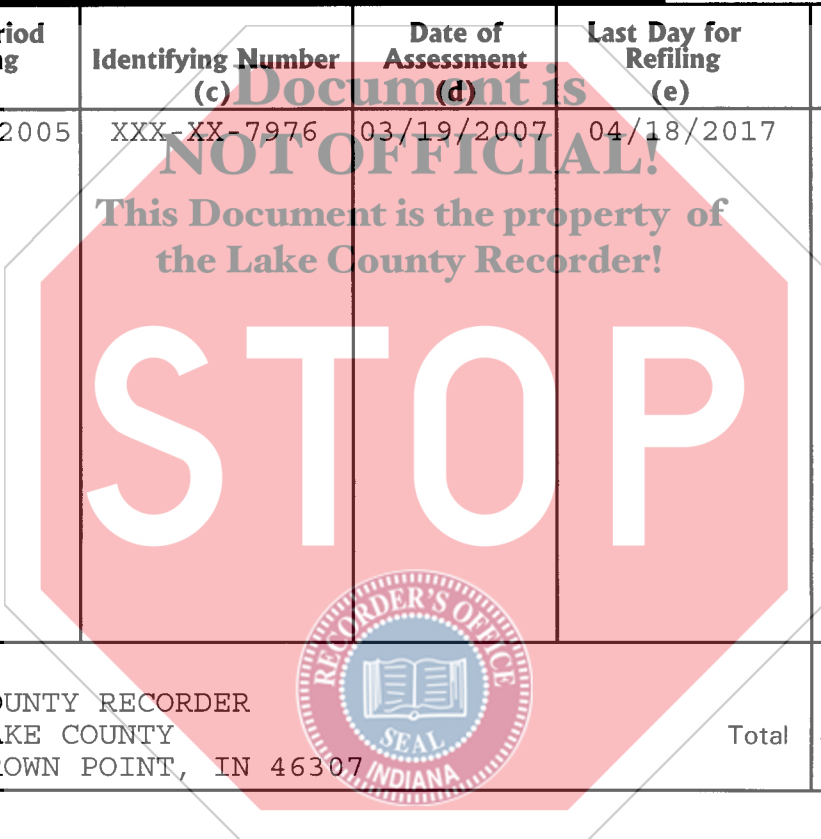 riod
g
Identifying Number
(c)
Date of
Assessment
(d)
Last Day for
Refiling
(e)
Document is
2005 XXX-XX-7976 03/19/2007 04/18/2017
NOT OFFICIAL!
This Document is the property of
the Lake County Recorder!
STOP
RECORDER'S OFFICE
SEAL
INDIANA
OUNTY RECORDER
AKE COUNTY
Total
OWN POINT, IN 46307